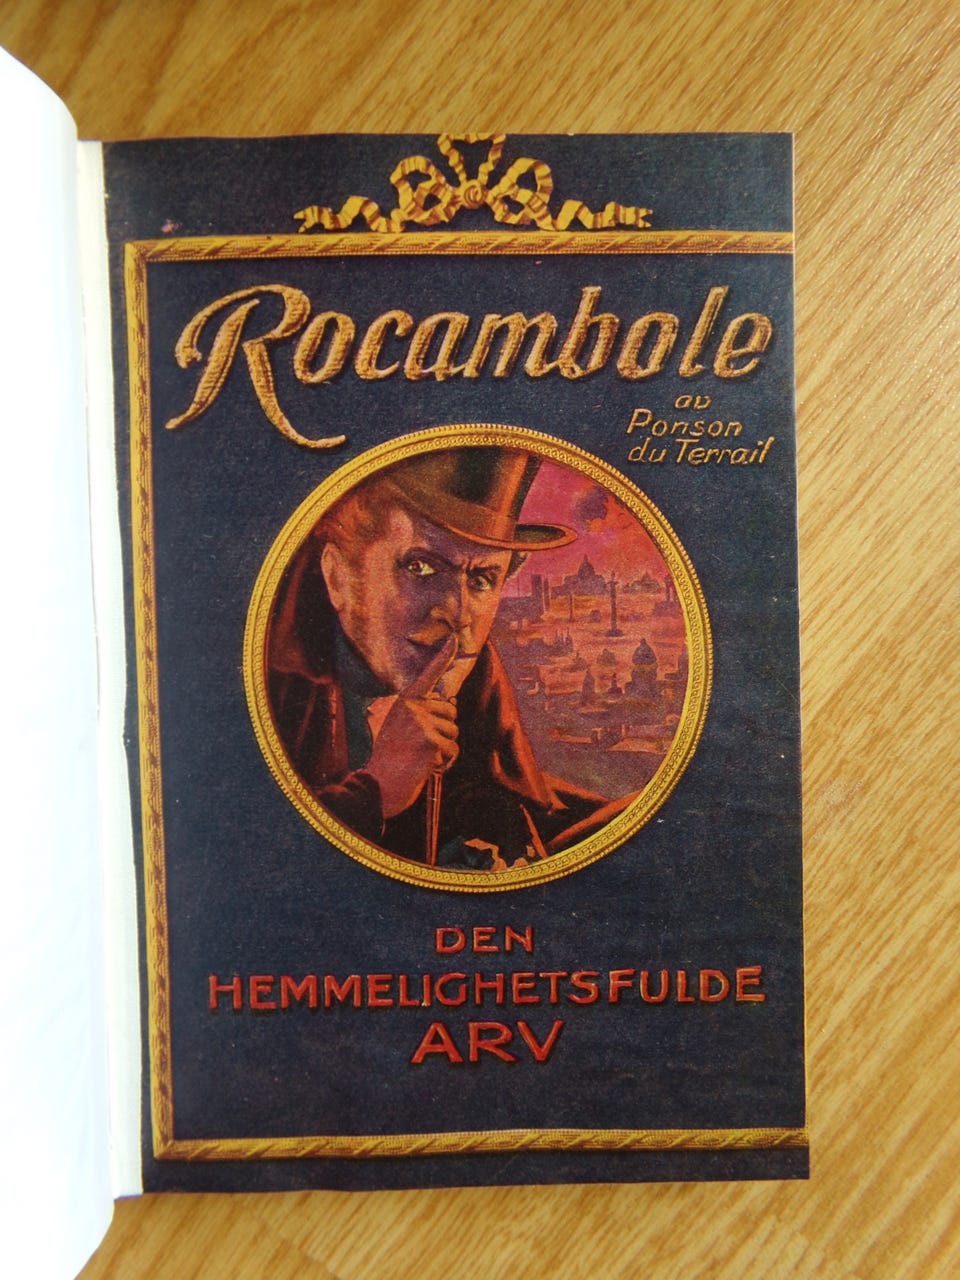 Rocambole
av
Ponson
du Terrail
DEN
HEMMELIGHETSFULDE
ARV